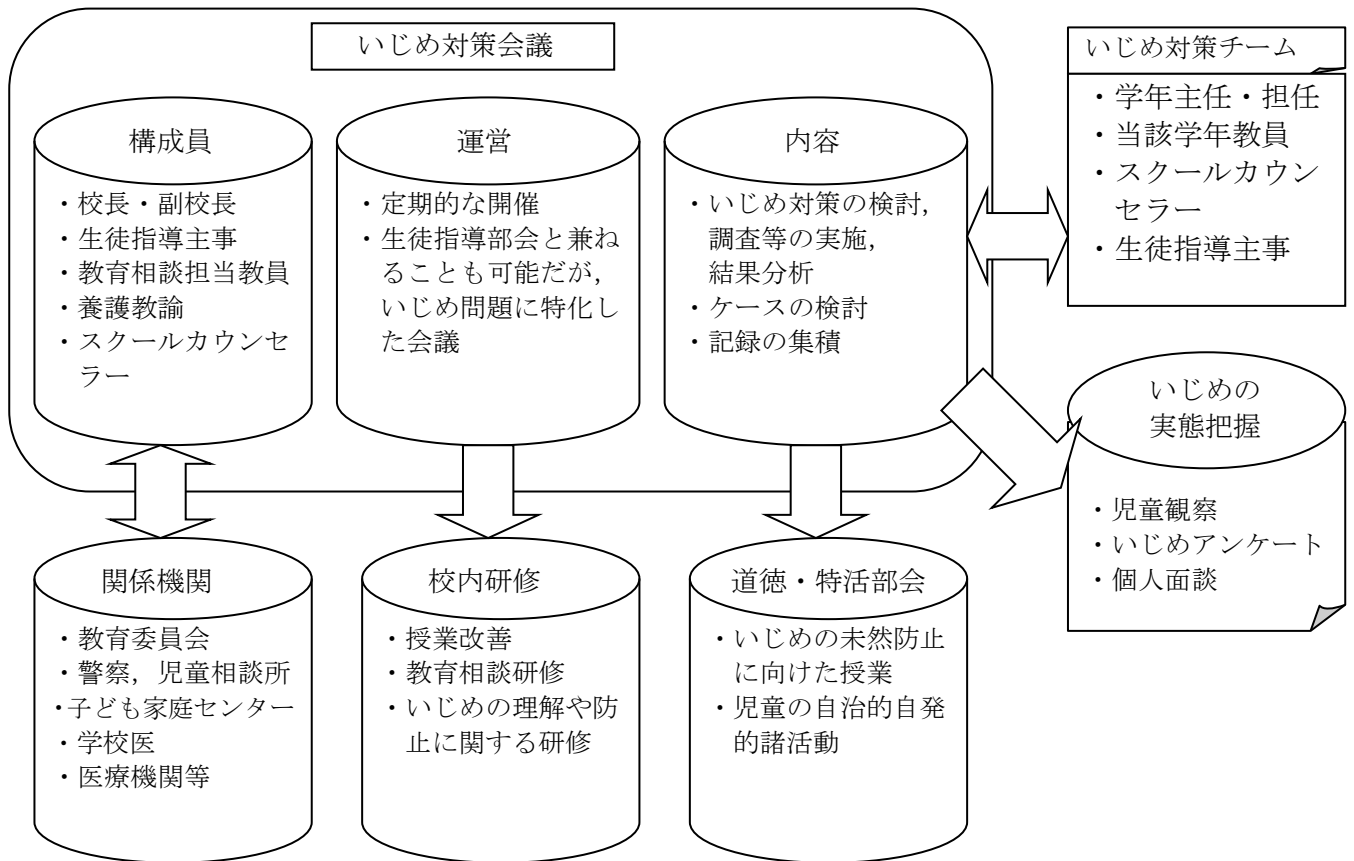 いじめ対策会議
構成員
・校長・副校長
・生徒指導主事
・教育相談担当教員
・養護教諭
・スクールカウンセ
ラー
運営
・定期的な開催
・生徒指導部会と兼ね
ることも可能だが，
いじめ問題に特化し
た会議
内容
・いじめ対策の検討，
調査等の実施，
結果分析
・ケースの検討
・記録の集積
いじめ対策チーム
・学年主任・担任
・当該学年教員
・スクールカウン
セラー
・生徒指導主事
いじめの
実態把握
・児童観察
・いじめアンケート
・個人面談
関係機関
・教育委員会
・警察，児童相談所
・子ども家庭センター
・学校医
・医療機関等
校内研修
・授業改善
・教育相談研修
・いじめの理解や防
止に関する研修
道徳・特活部会
・いじめの未然防止
に向けた授業
・児童の自治的自発
的諸活動